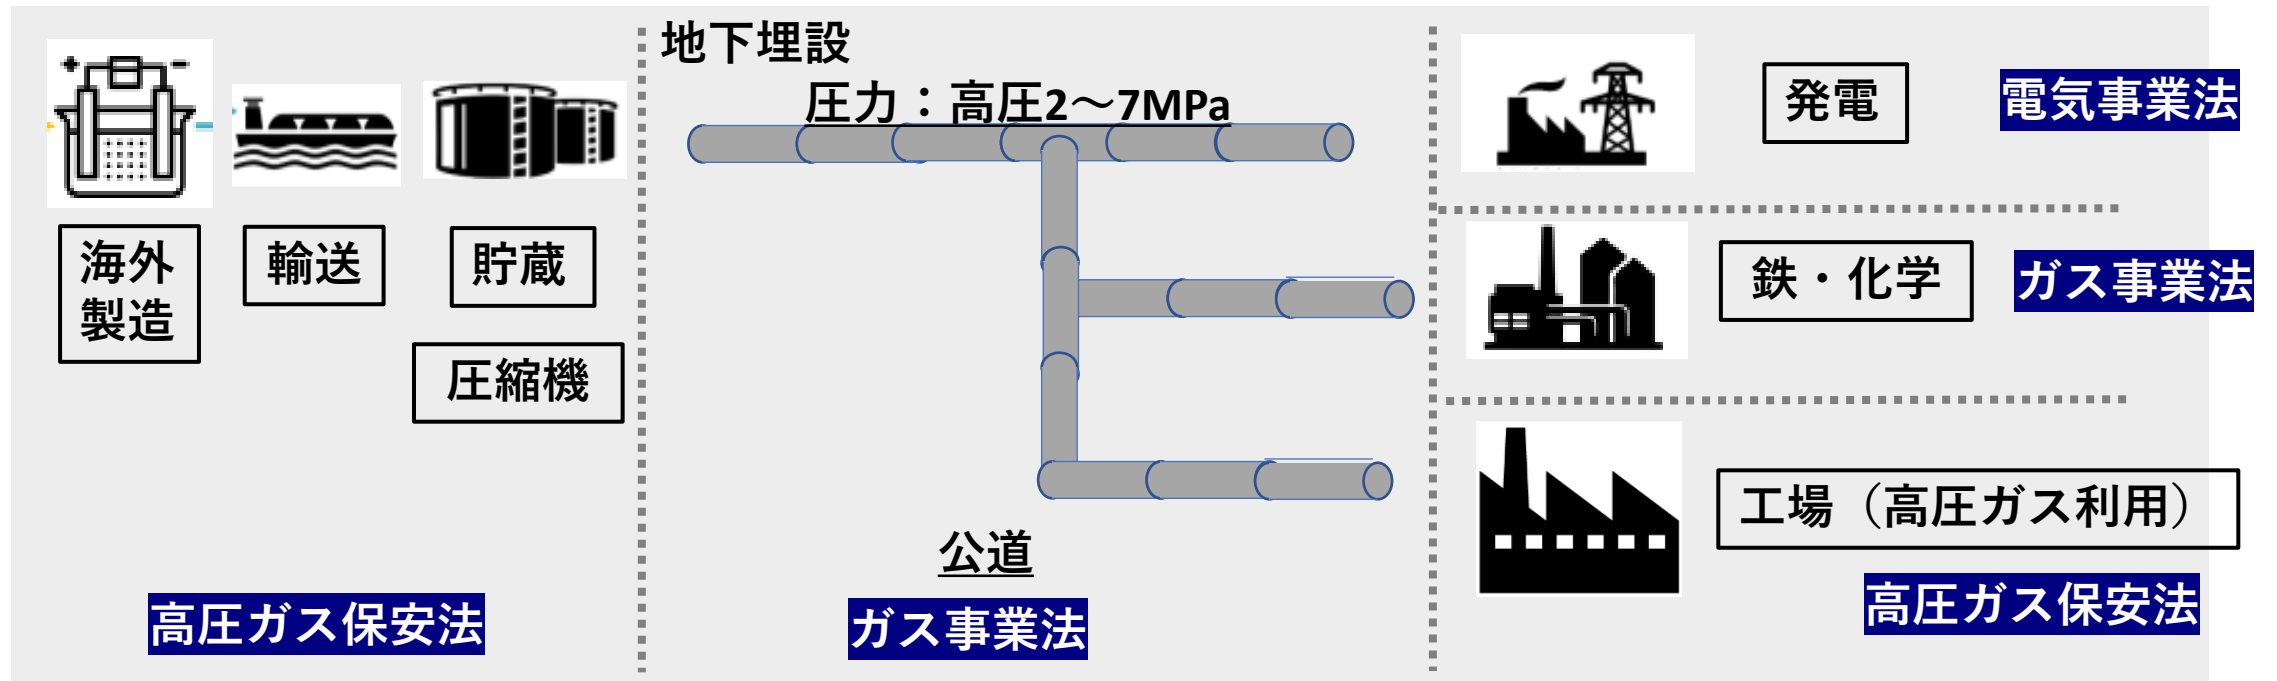 海外
製造
輸送
貯蔵
圧縮機
高圧ガス保安法
地下埋設
圧力：高圧2～7MPa
公道
ガス事業法
発電
電気事業法
鉄・化学
ガス事業法
工場（高圧ガス利用）
高圧ガス保安法